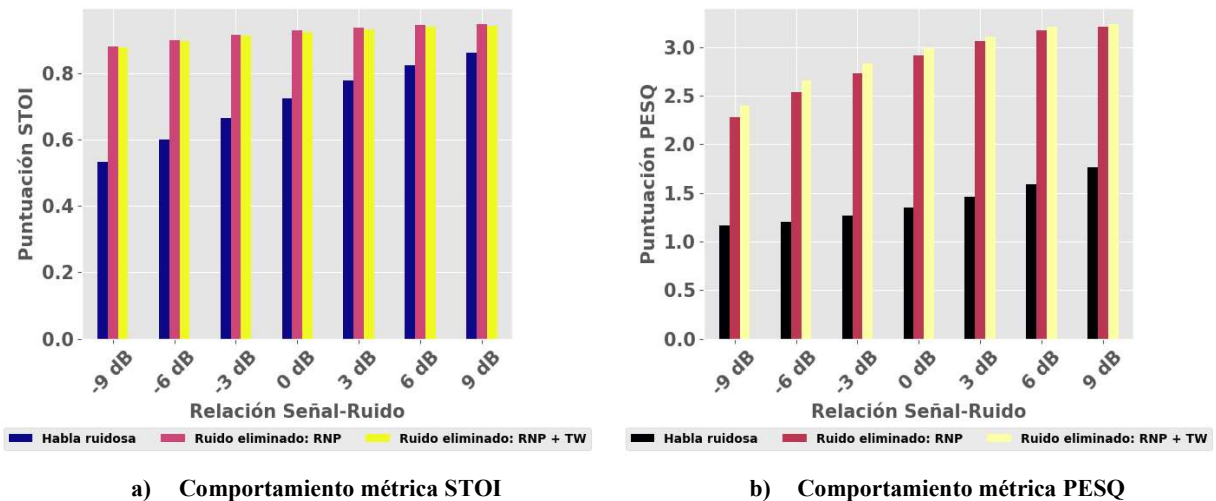 Puntuación STOI
0.8
0.6
0.4
0.2
0.0
-9 dB
-6 dB
-3 dB
0 dB
3 dB
6 dB
9 dB
Relación Señal-Ruido
Habla ruidosa
Ruido eliminado: RNP
Ruido eliminado: RNP + TW
a) Comportamiento métrica STOI
Puntuación PESQ
3.0
2.5
2.0
1.5
1.0
0.5
0.0
-9 dB
-6 dB
-3 dB
0 dB
3 dB
6 dB
9 dB
Relación Señal-Ruido
Habla ruidosa
Ruido eliminado: RNP
Ruido eliminado: RNP + TW
b) Comportamiento métrica PESQ